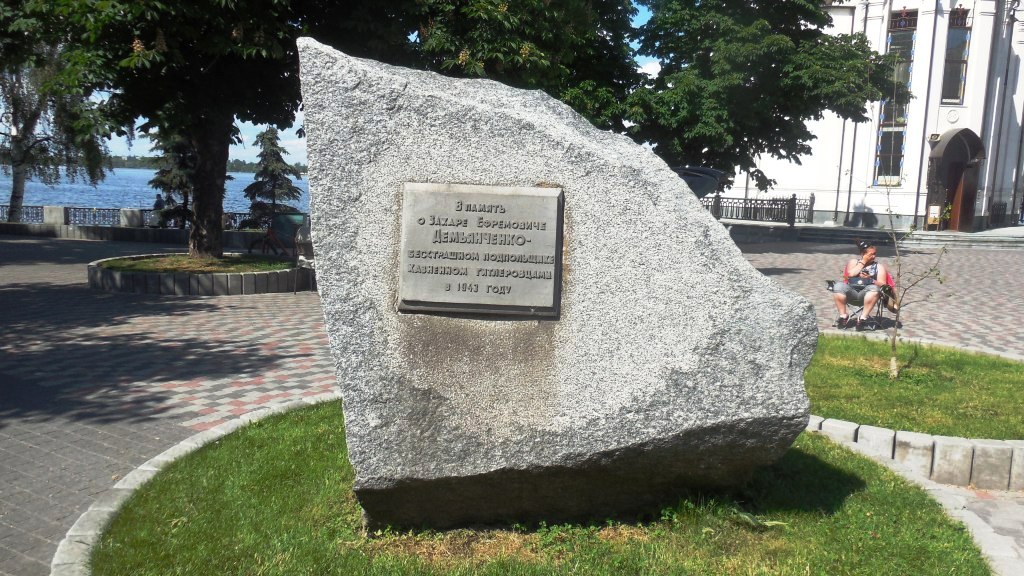 В память
о Захаре Ефремовиче
Демьянченко-
бесстрашном подпольщике
казненном гитлеровцами
в 1943 году